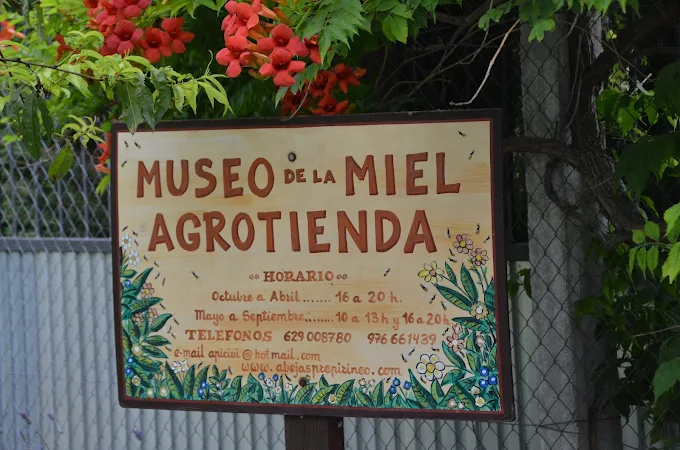 MUSEO DE LA MIEL
AGROTIENDA
HORARIO
Octubre a Abril....... 16 a 20 h.
Mayo a Septiembre........ 10 a 13 h y 16 a 20 h
TELEFONOS 629 008780 976 661439
e-mail apicivi@hotmail.com
www.abejasprepirineo.com